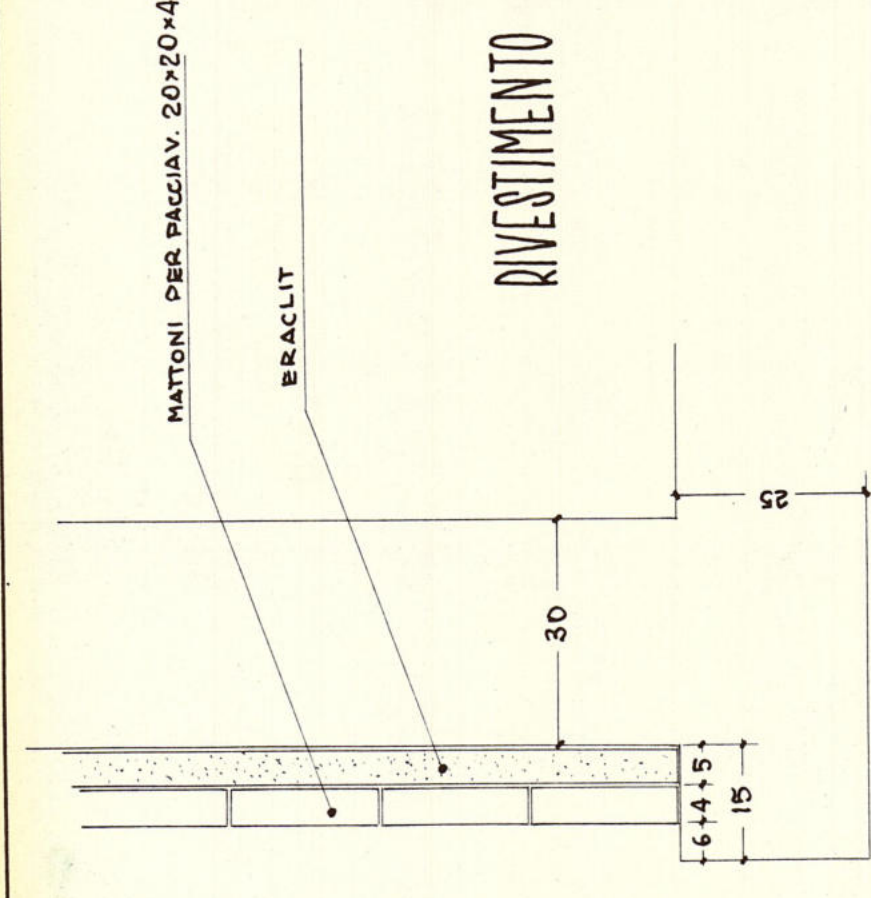 MATTONI PER PACCIAV. 20×20×4
ERACLIT
RIVESTIMENTO
30
25
6 4 5
15